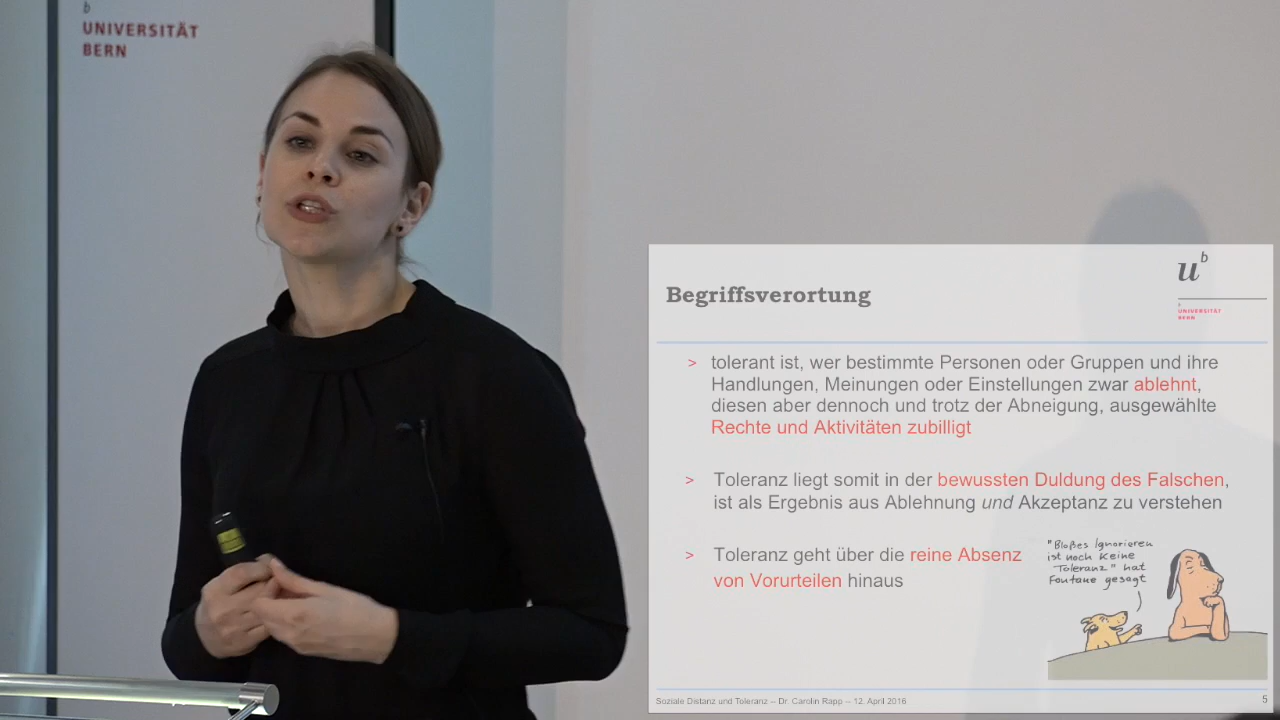 b
UNIVERSITÄT
BERN
u b
b
UNIVERSITÄT
BERN
Begriffsverortung
> tolerant ist, wer bestimmte Personen oder Gruppen und ihre
Handlungen, Meinungen oder Einstellungen zwar ablehnt,
diesen aber dennoch und trotz der Abneigung, ausgewählte
Rechte und Aktivitäten zubilligt
> Toleranz liegt somit in der bewussten Duldung des Falschen,
ist als Ergebnis aus Ablehnung und Akzeptanz zu verstehen
> Toleranz geht über die reine Absenz
von Vorurteilen hinaus
"Bloßes Ignorieren
ist noch keine
Toleranz" hat
Fontane gesagt
Soziale Distanz und Toleranz – Dr. Carolin Rapp – 12. April 2016
5